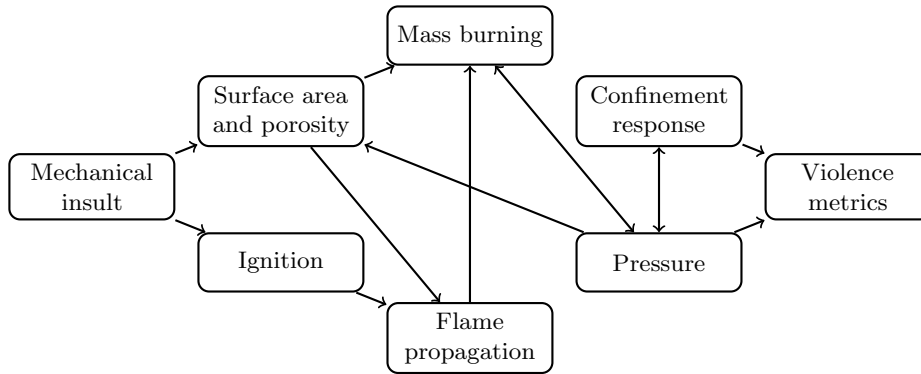 Mass burning
Surface area
and porosity
Confinement
response
Mechanical
insult
Violence
metrics
Ignition
Pressure
Flame
propagation